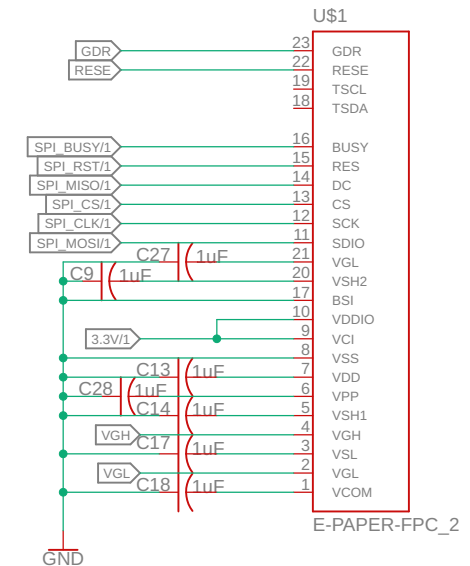 U$1
GDR 23 GDR
RESE 22 RESE
19 TSCL
18 TSDA
SPI_BUSY/1 16 BUSY
SPI_RST/1 15 RES
SPI_MISO/1 14 DC
SPI_CS/1 13 CS
SPI_CLK/1 12 SCK
SPI_MOSI/1 11 SDIO
C27 1uF 21 VGL
C9 1uF 20 VSH2
17 BSI
10 VDDIO
3.3V/1 9 VCI
8 VSS
C13 1uF 7 VDD
C28 1uF 6 VPP
C14 1uF 5 VSH1
VGH 4 VGH
C17 1uF 3 VSL
VGL 2 VGL
C18 1uF 1 VCOM
E-PAPER-FPC_2
GND